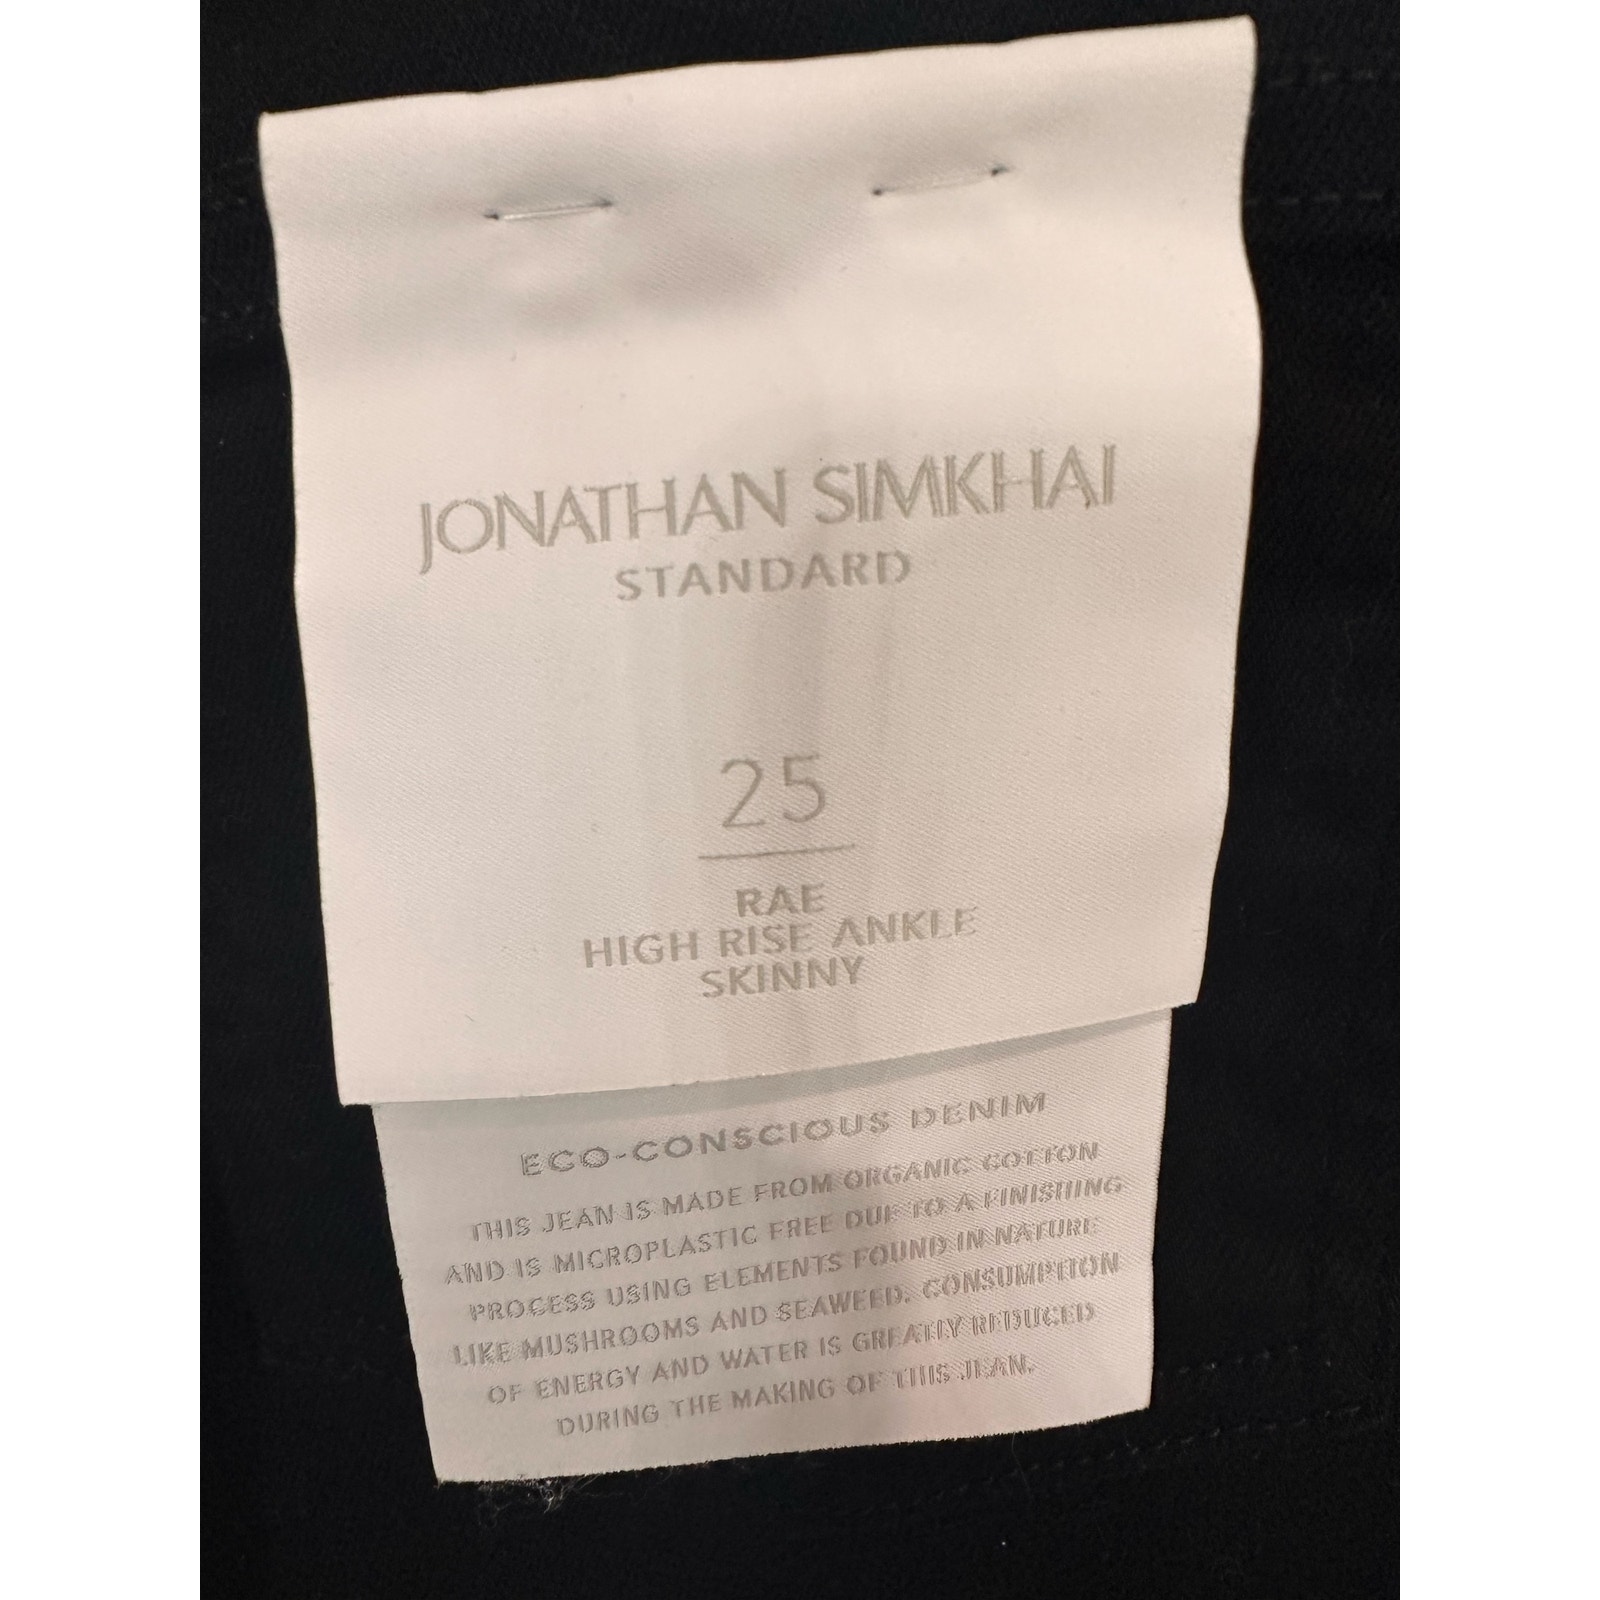 JONATHAN SIMKHAI
STANDARD
25
RAE
HIGH RISE ANKLE
SKINNY
ECO-CONSCIOUS DENIM
THIS JEAN IS MADE FROM ORGANIC COTTON
AND IS MICROPLASTIC FREE DUE TO A FINISHING
PROCESS USING ELEMENTS FOUND IN NATURE
LIKE MUSHROOMS AND SEAWEED. CONSUMPTION
OF ENERGY AND WATER IS GREATLY REDUCED
DURING THE MAKING OF THIS JEAN.